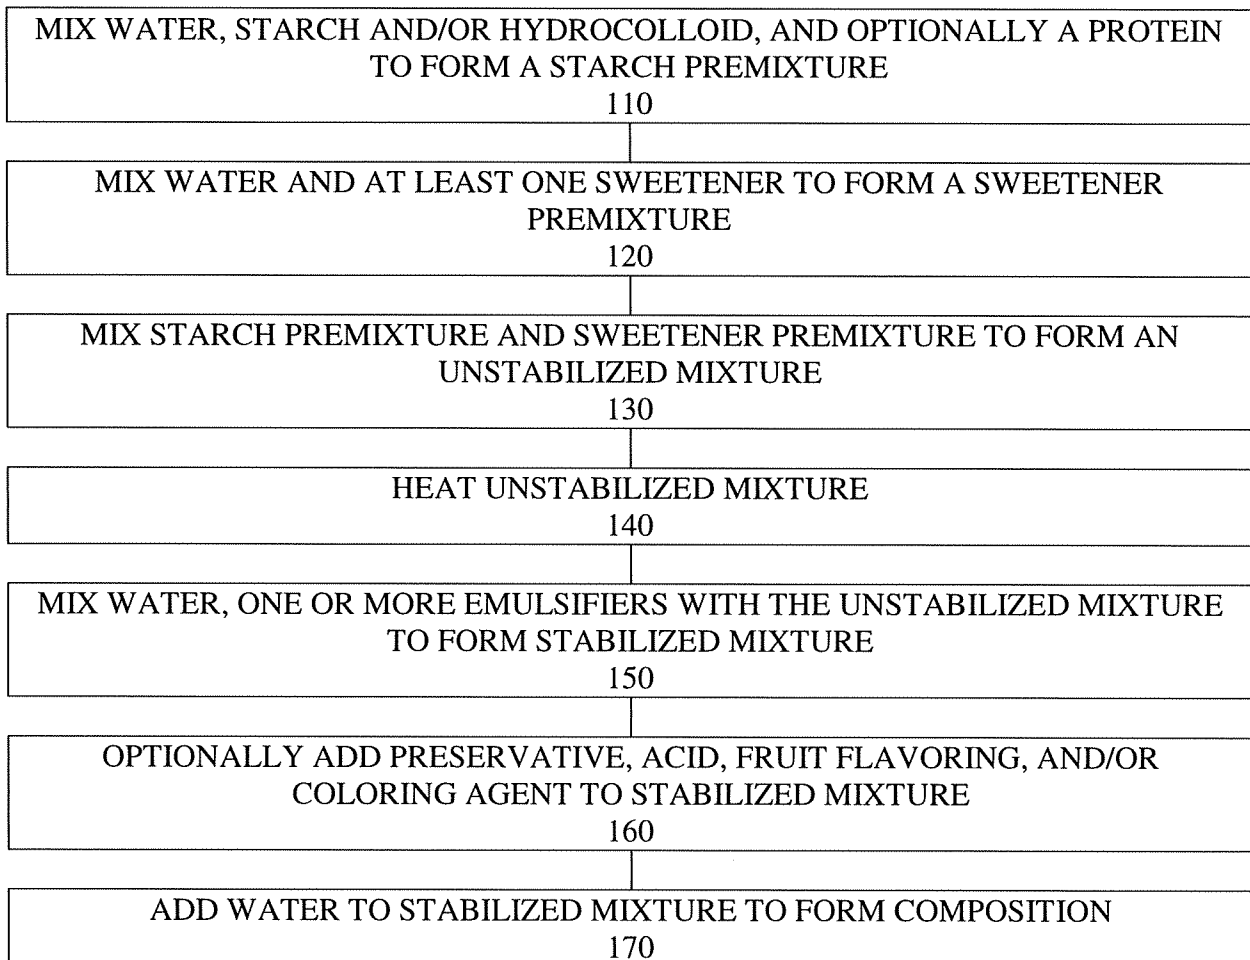 MIX WATER, STARCH AND/OR HYDROCOLLOID, AND OPTIONALLY A PROTEIN
TO FORM A STARCH PREMIXTURE
110
MIX WATER AND AT LEAST ONE SWEETENER TO FORM A SWEETENER
PREMIXTURE
120
MIX STARCH PREMIXTURE AND SWEETENER PREMIXTURE TO FORM AN
UNSTABILIZED MIXTURE
130
HEAT UNSTABILIZED MIXTURE
140
MIX WATER, ONE OR MORE EMULSIFIERS WITH THE UNSTABILIZED MIXTURE
TO FORM STABILIZED MIXTURE
150
OPTIONALLY ADD PRESERVATIVE, ACID, FRUIT FLAVORING, AND/OR
COLORING AGENT TO STABILIZED MIXTURE
160
ADD WATER TO STABILIZED MIXTURE TO FORM COMPOSITION
170